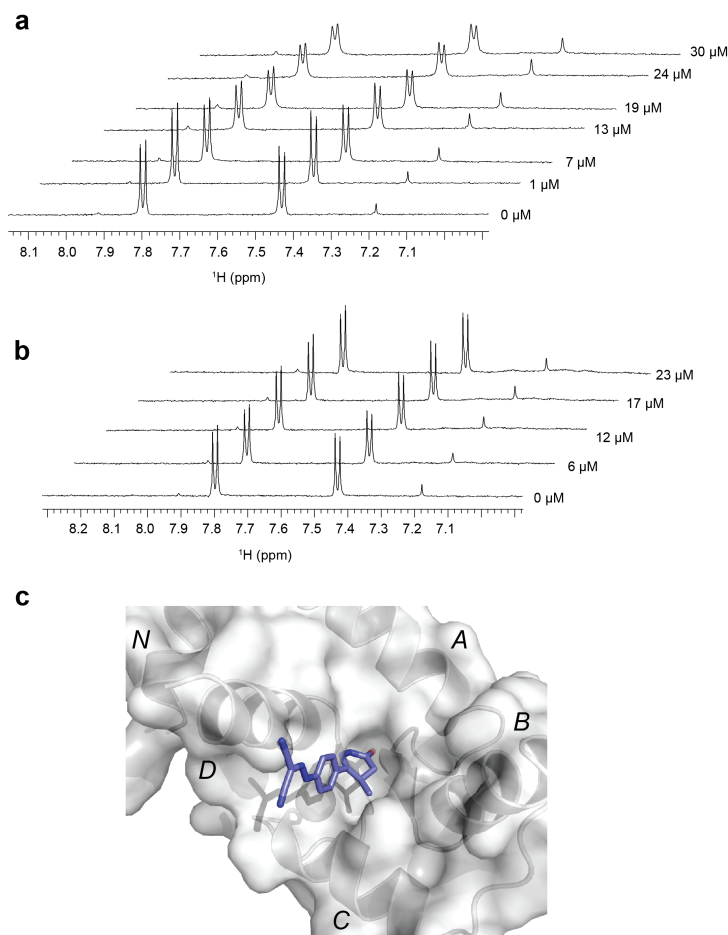 a
30 µM
24 µM
19 µM
13 µM
7 µM
1 µM
0 µM
8.1 8.0 7.9 7.8 7.7 7.6 7.5 7.4 7.3 7.2 7.1
¹H (ppm)
b
23 µM
17 µM
12 µM
6 µM
0 µM
8.2 8.1 8.0 7.9 7.8 7.7 7.6 7.5 7.4 7.3 7.2 7.1
¹H (ppm)
c
N
A
B
D
C